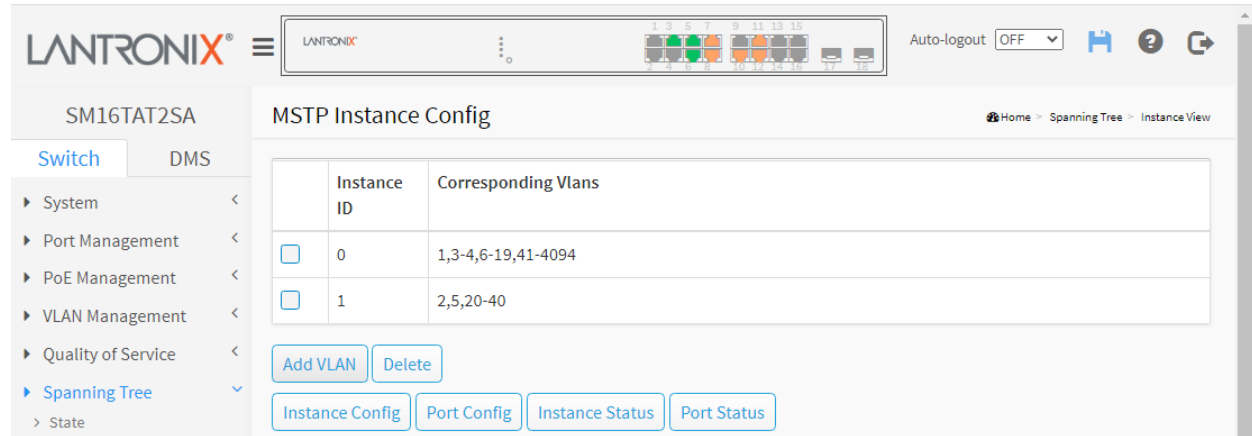 LANTRONIX®
LANTRONIX
1 3 5 7 9 11 13 15
2 4 6 8 10 12 14 16 17 18
Auto-logout OFF
SM16TAT2SA
Switch DMS
System
Port Management
PoE Management
VLAN Management
Quality of Service
Spanning Tree
> State
MSTP Instance Config
Home > Spanning Tree > Instance View
Instance ID Corresponding Vlans
0 1,3-4,6-19,41-4094
1 2,5,20-40
Add VLAN Delete
Instance Config Port Config Instance Status Port Status